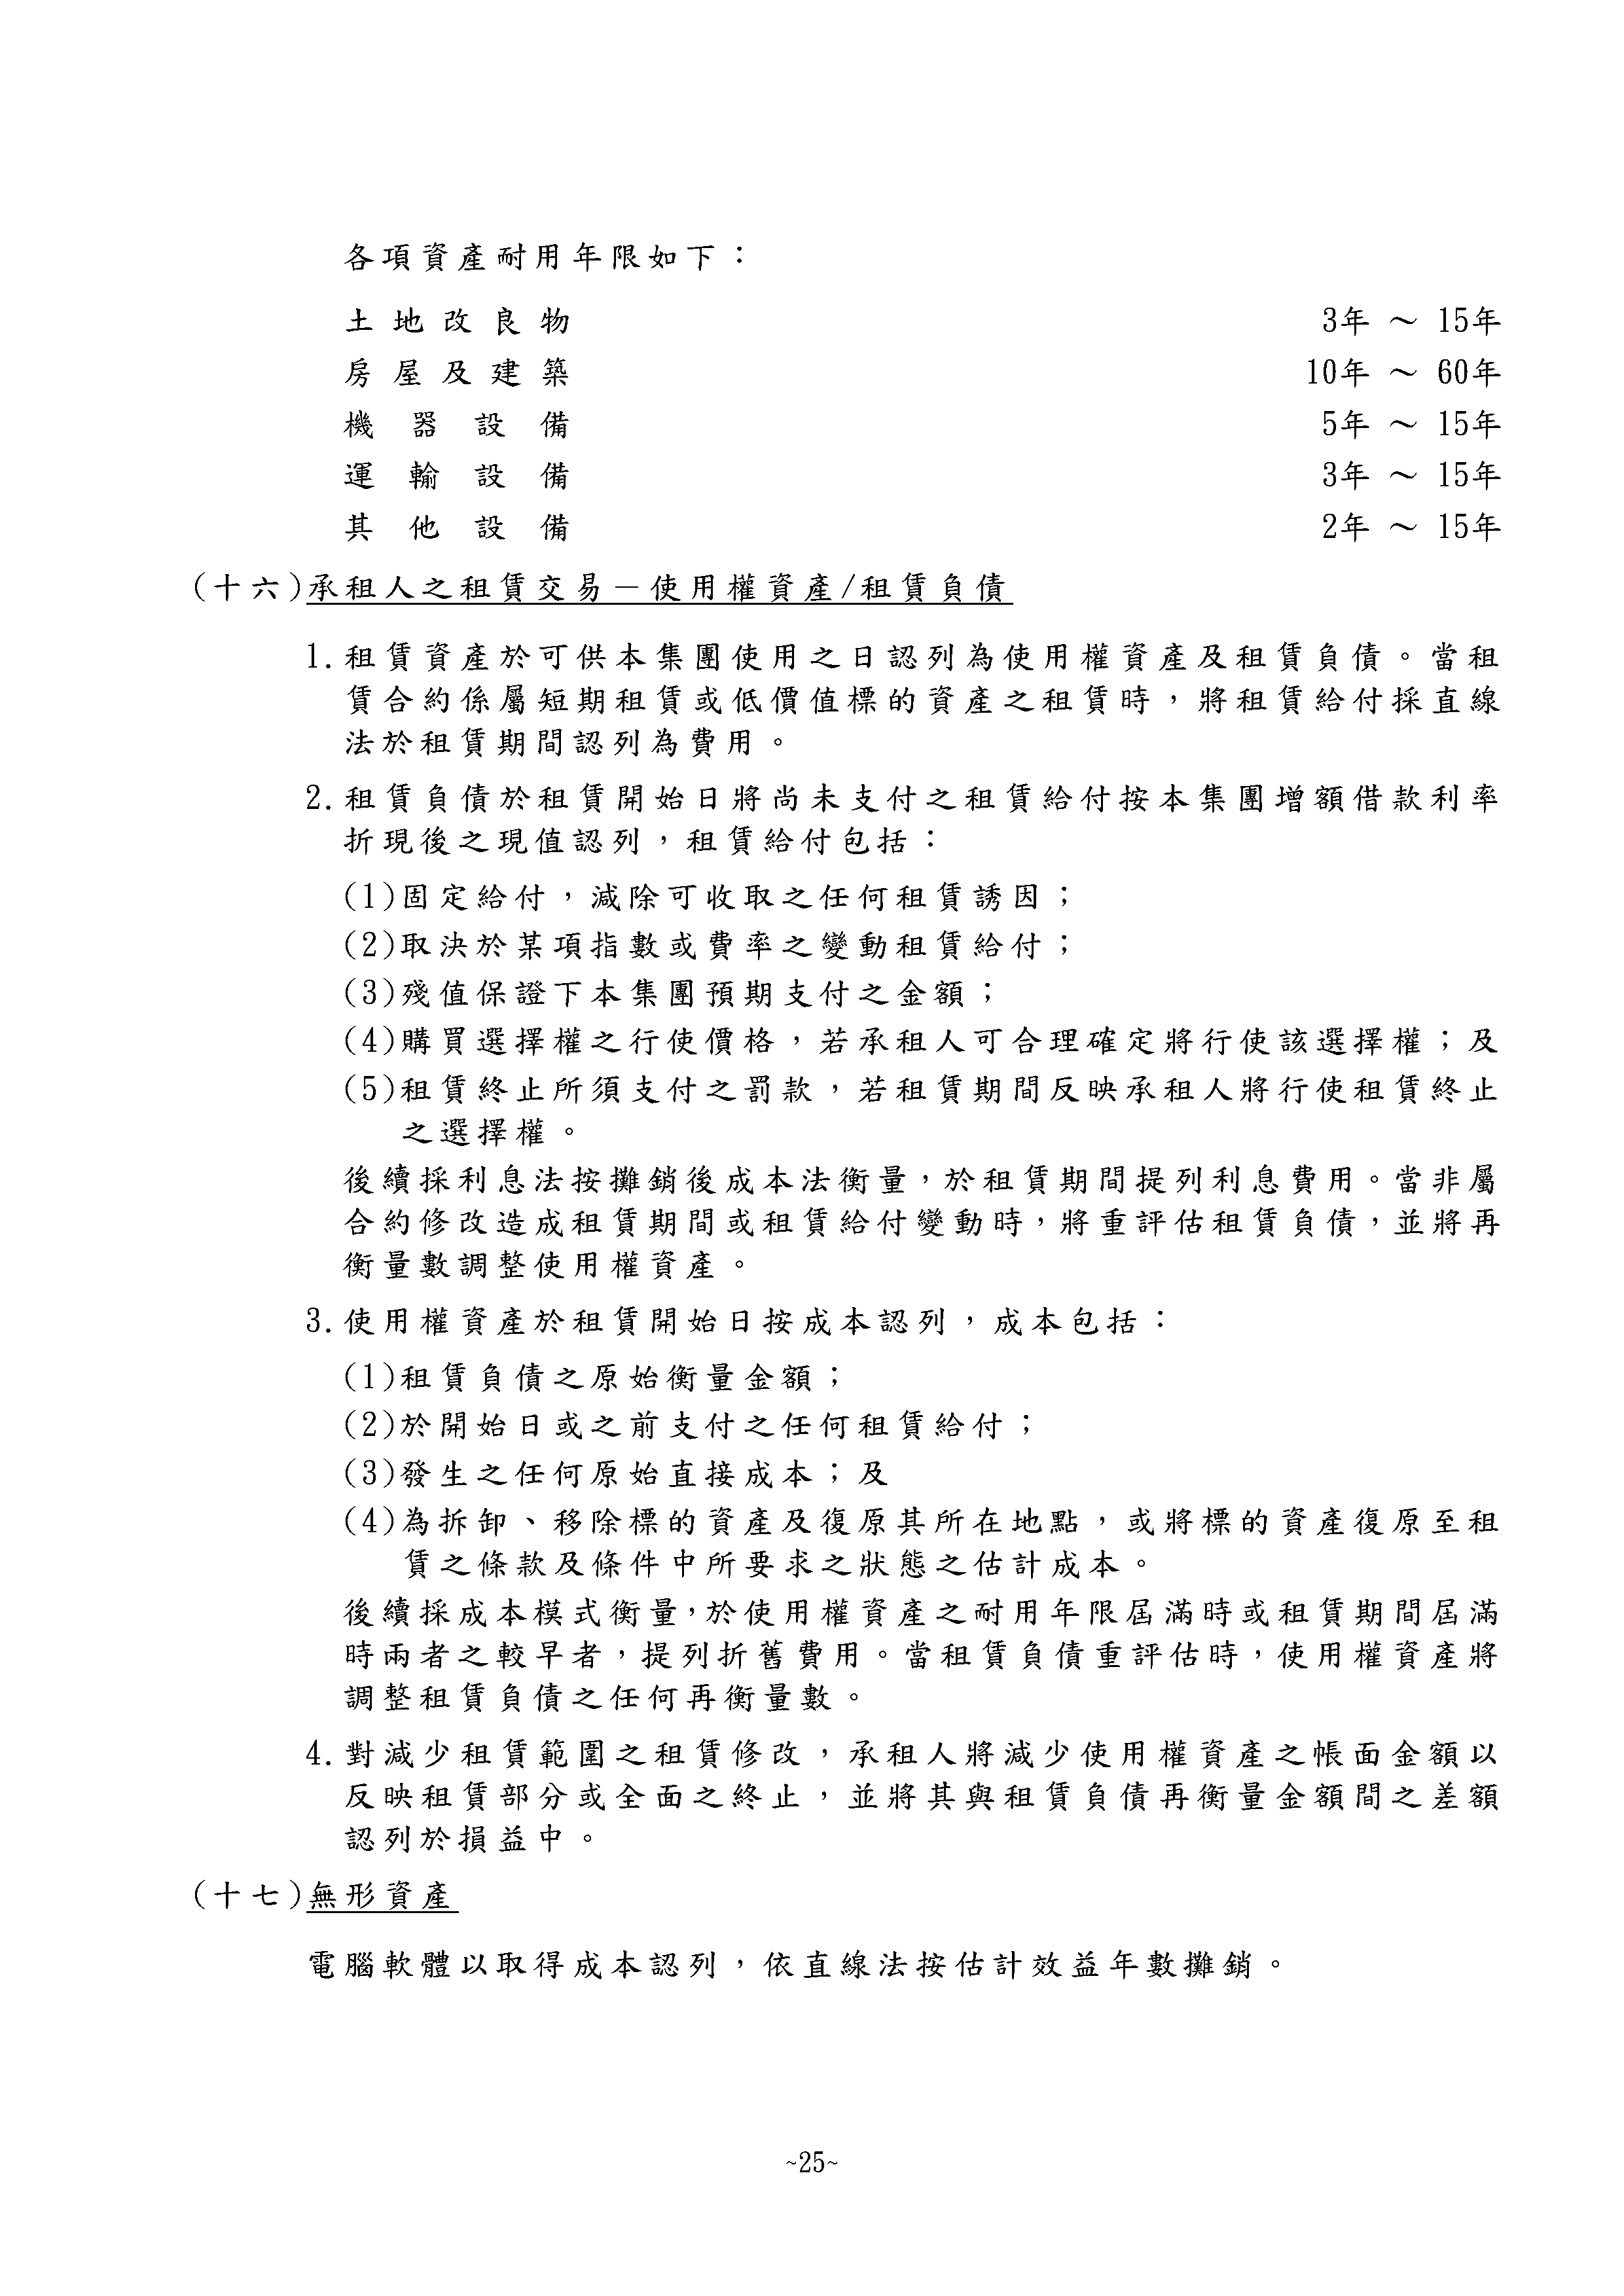 各項資產耐用年限如下：
土地改良物 3年 ～ 15年
房屋及建築 10年 ～ 60年
機器設備 5年 ～ 15年
運輸設備 3年 ～ 15年
其他設備 2年 ～ 15年
(十六)承租人之租賃交易－使用權資產/租賃負債
1.租賃資產於可供本集團使用之日認列為使用權資產及租賃負債。當租
賃合約係屬短期租賃或低價值標的資產之租賃時，將租賃給付採直線
法於租賃期間認列為費用。
2.租賃負債於租賃開始日將尚未支付之租賃給付按本集團增額借款利率
折現後之現值認列，租賃給付包括：
(1)固定給付，減除可收取之任何租賃誘因；
(2)取決於某項指數或費率之變動租賃給付；
(3)殘值保證下本集團預期支付之金額；
(4)購買選擇權之行使價格，若承租人可合理確定將行使該選擇權；及
(5)租賃終止所須支付之罰款，若租賃期間反映承租人將行使租賃終止
之選擇權。
後續採利息法按攤銷後成本法衡量，於租賃期間提列利息費用。當非屬
合約修改造成租賃期間或租賃給付變動時，將重評估租賃負債，並將再
衡量數調整使用權資產。
3.使用權資產於租賃開始日按成本認列，成本包括：
(1)租賃負債之原始衡量金額；
(2)於開始日或之前支付之任何租賃給付；
(3)發生之任何原始直接成本；及
(4)為拆卸、移除標的資產及復原其所在地點，或將標的資產復原至租
賃之條款及條件中所要求之狀態之估計成本。
後續採成本模式衡量，於使用權資產之耐用年限屆滿時或租賃期間屆滿
時兩者之較早者，提列折舊費用。當租賃負債重評估時，使用權資產將
調整租賃負債之任何再衡量數。
4.對減少租賃範圍之租賃修改，承租人將減少使用權資產之帳面金額以
反映租賃部分或全面之終止，並將其與租賃負債再衡量金額間之差額
認列於損益中。
(十七)無形資產
電腦軟體以取得成本認列，依直線法按估計效益年數攤銷。
~25~